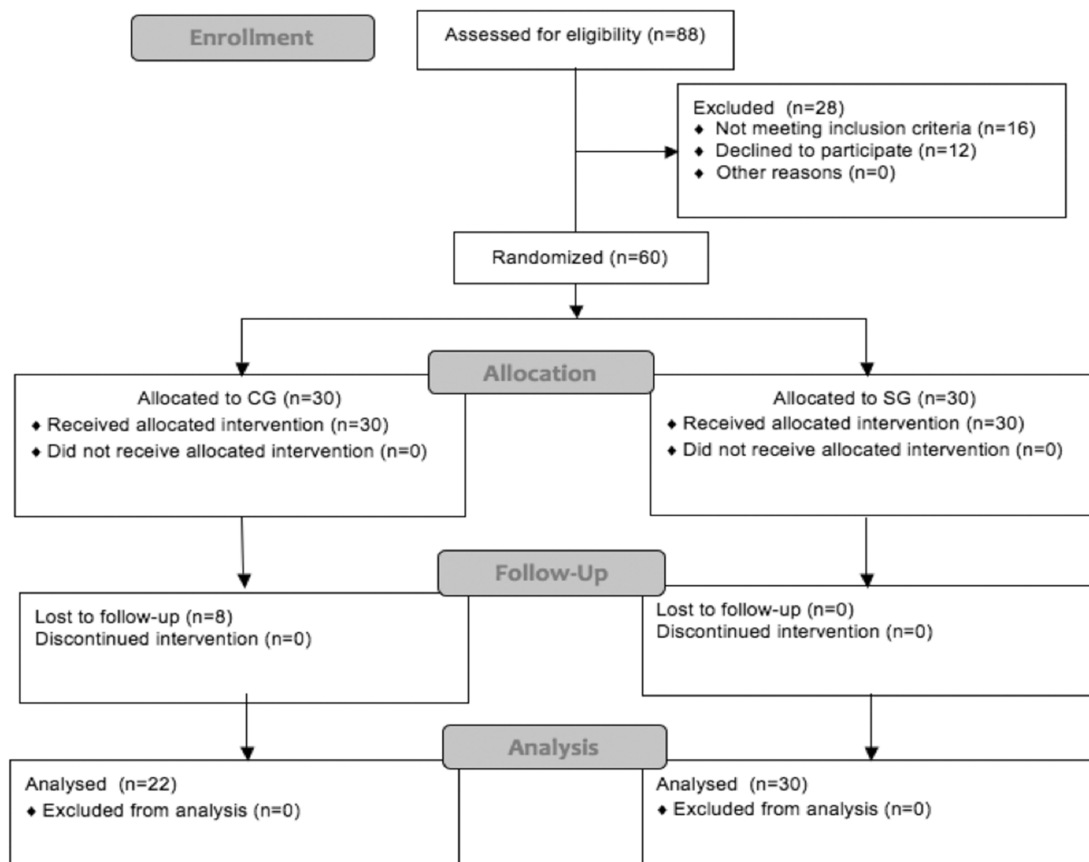 Enrollment
Assessed for eligibility (n=88)
Excluded (n=28)
♦ Not meeting inclusion criteria (n=16)
♦ Declined to participate (n=12)
♦ Other reasons (n=0)
Randomized (n=60)
Allocation
Allocated to CG (n=30)
♦ Received allocated intervention (n=30)
♦ Did not receive allocated intervention (n=0)
Allocated to SG (n=30)
♦ Received allocated intervention (n=30)
♦ Did not receive allocated intervention (n=0)
Follow-Up
Lost to follow-up (n=8)
Discontinued intervention (n=0)
Lost to follow-up (n=0)
Discontinued intervention (n=0)
Analysis
Analysed (n=22)
♦ Excluded from analysis (n=0)
Analysed (n=30)
♦ Excluded from analysis (n=0)